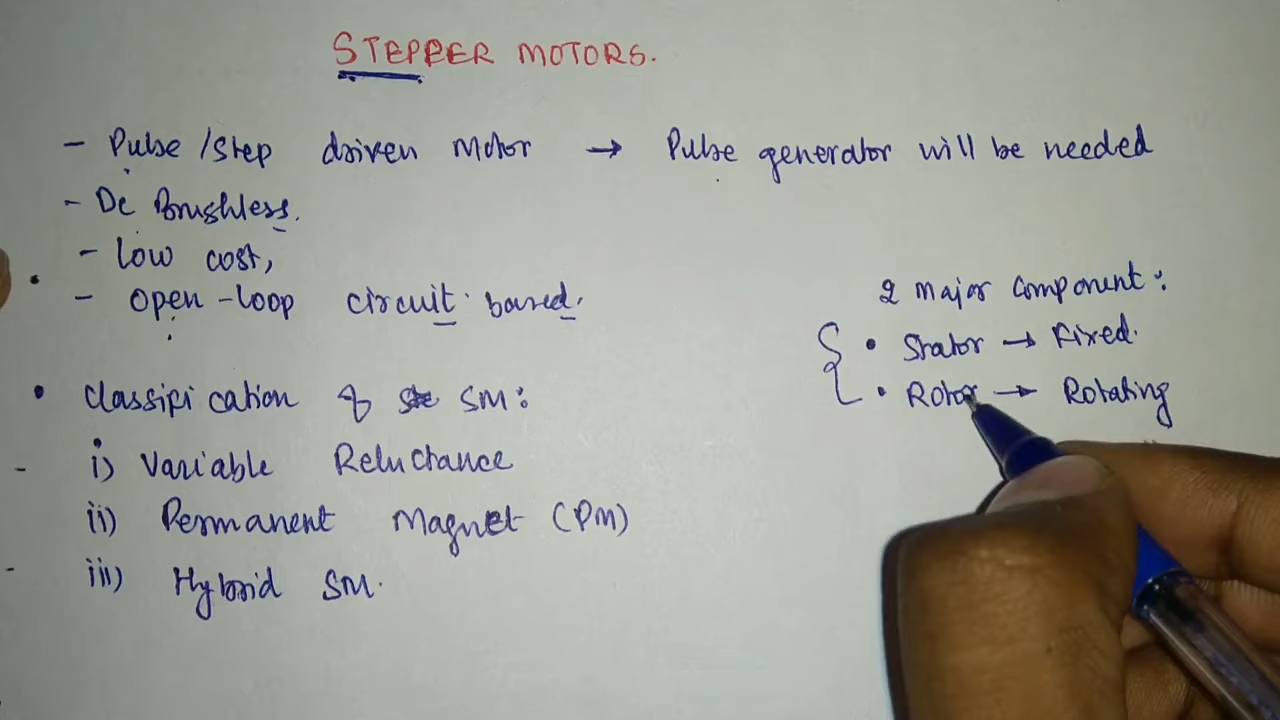 STEPPER MOTORS.
- Pulse / Step driven Motor → Pulse generator will be needed
- DC Brushless.
- Low cost,
- Open-loop circuit based.
2 major component:
• Stator → Fixed.
• Rotor → Rotating
• Classification of SM:
i) Variable Reluctance
ii) Permanent Magnet (PM)
iii) Hybrid SM.